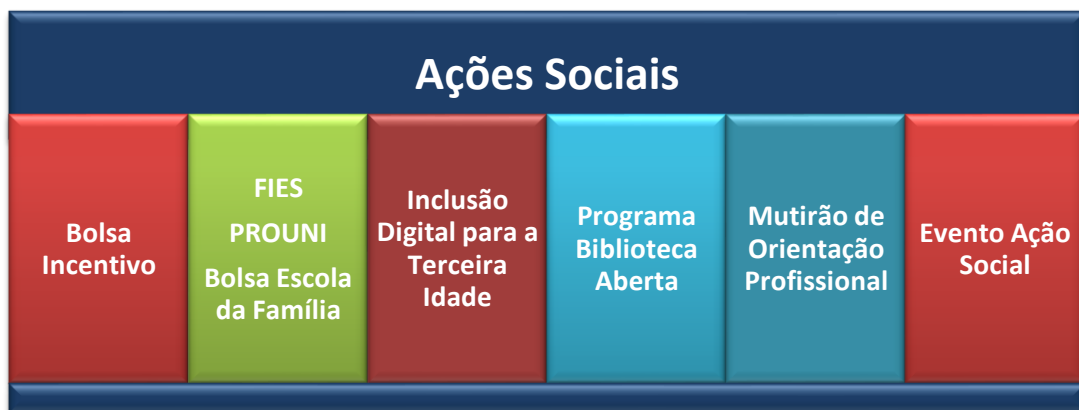 Ações Sociais
Bolsa
Incentivo
FIES
PROUNI
Bolsa Escola
da Família
Inclusão
Digital para a
Terceira
Idade
Programa
Biblioteca
Aberta
Mutirão de
Orientação
Profissional
Evento Ação
Social